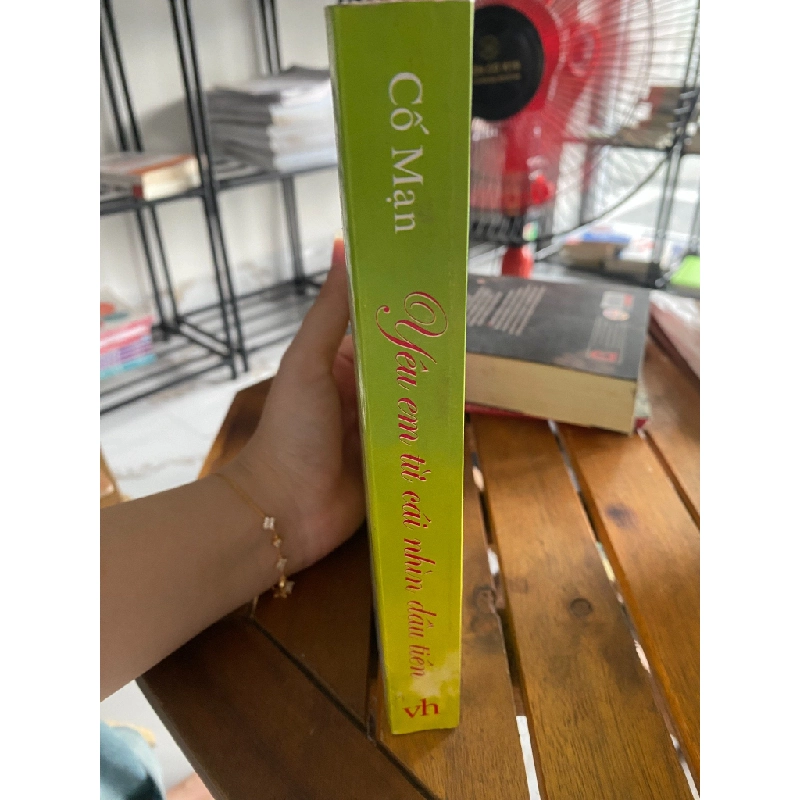 Cố Mạn
Yêu em từ cái nhìn đầu tiên
vh